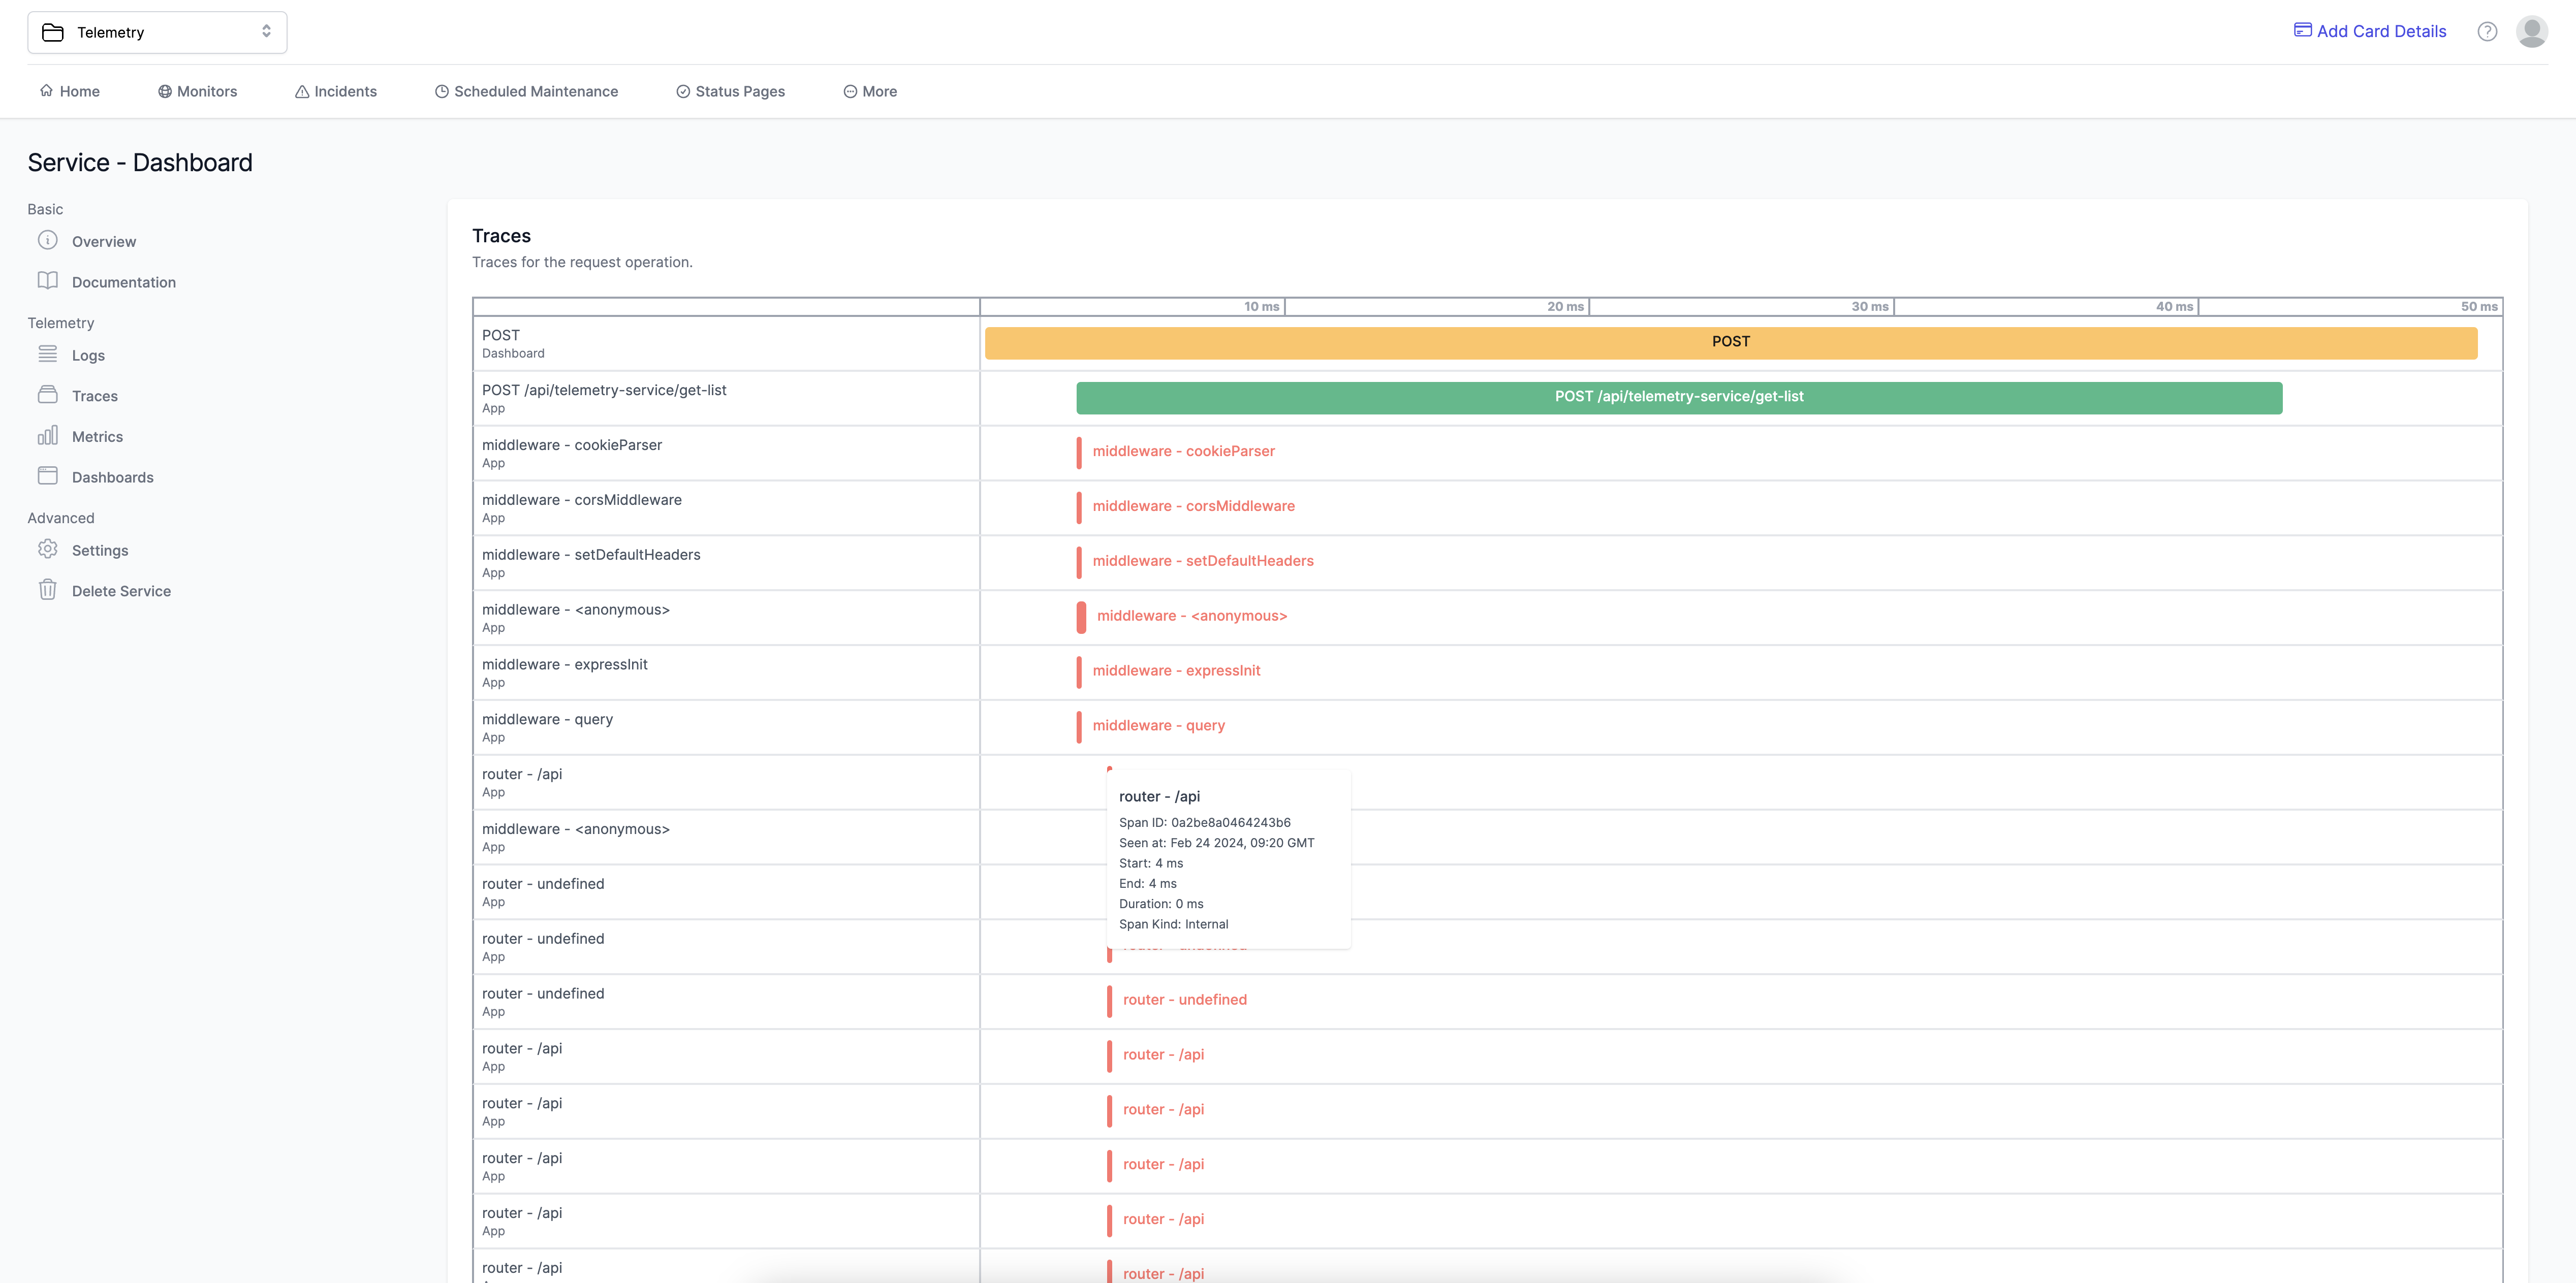 Telemetry
Add Card Details
Home Monitors Incidents Scheduled Maintenance Status Pages More
Service - Dashboard
Basic
Overview
Documentation
Telemetry
Logs
Traces
Metrics
Dashboards
Advanced
Settings
Delete Service
Traces
Traces for the request operation.
10 ms 20 ms 30 ms 40 ms 50 ms
POST
Dashboard
POST
POST /api/telemetry-service/get-list
App
POST /api/telemetry-service/get-list
middleware - cookieParser
App
middleware - cookieParser
middleware - corsMiddleware
App
middleware - corsMiddleware
middleware - setDefaultHeaders
App
middleware - setDefaultHeaders
middleware - <anonymous>
App
middleware - <anonymous>
middleware - expressInit
App
middleware - expressInit
middleware - query
App
middleware - query
router - /api
App
middleware - <anonymous>
App
router - undefined
App
router - /api
Span ID: 0a2be8a0464243b6
Seen at: Feb 24 2024, 09:20 GMT
Start: 4 ms
End: 4 ms
Duration: 0 ms
Span Kind: Internal
router - undefined
App
router - undefined
App
router - undefined
router - /api
App
router - /api
router - /api
App
router - /api
router - /api
App
router - /api
router - /api
App
router - /api
router - /api
router - /api